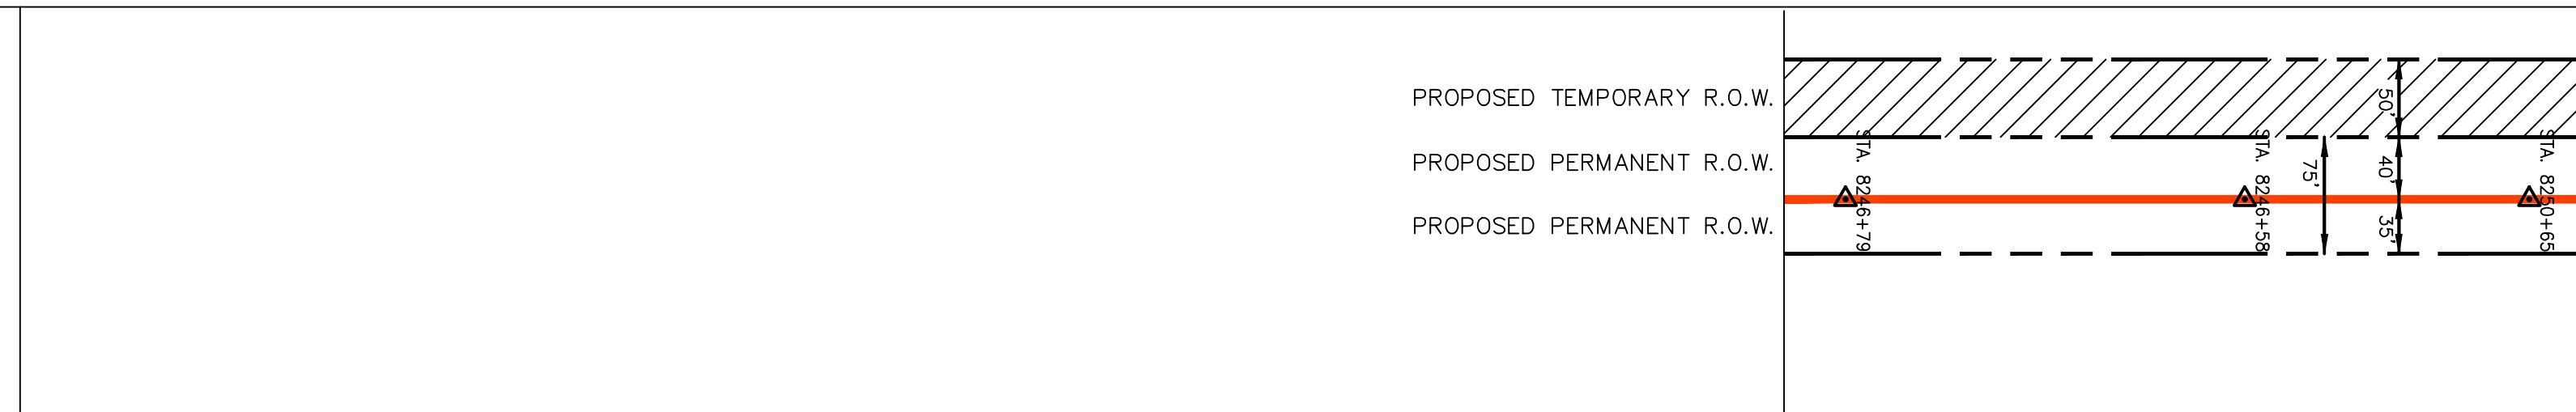 PROPOSED TEMPORARY R.O.W.
PROPOSED PERMANENT R.O.W.
PROPOSED PERMANENT R.O.W.
STA. 8246+79
STA. 8246+58
75'
50'
40'
35'
STA. 8250+65